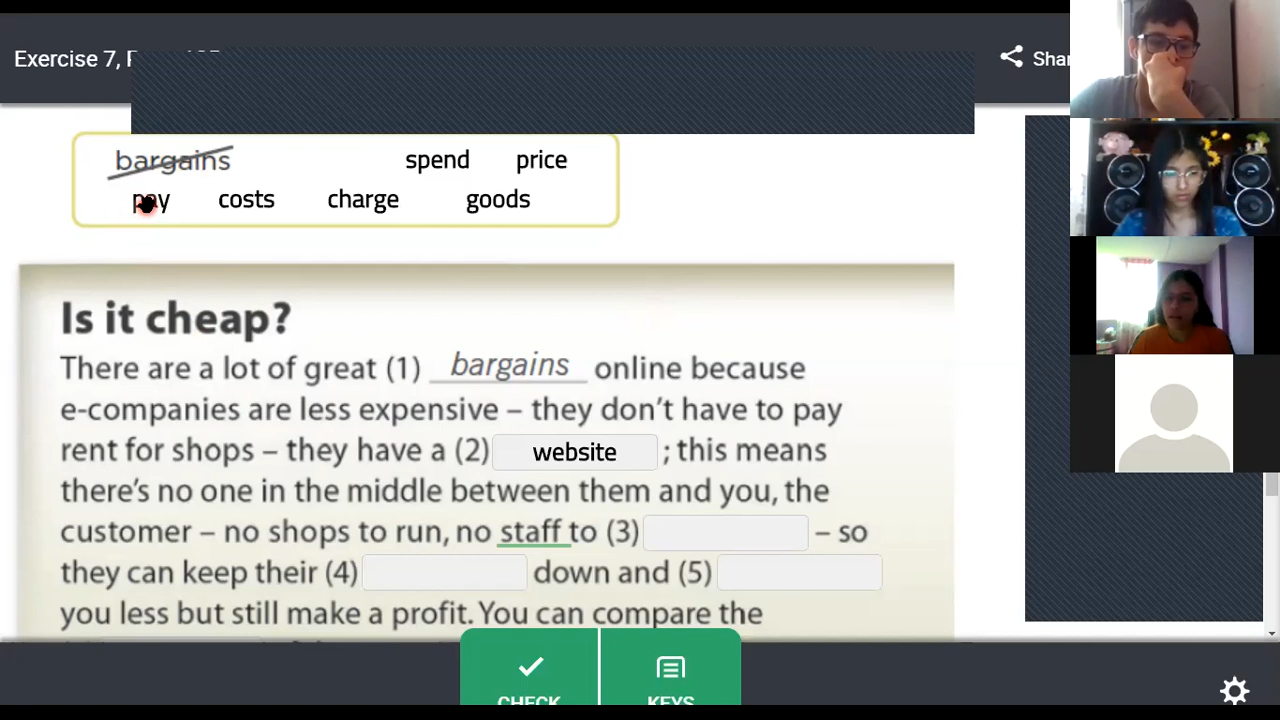 Exercise 7,
Shar
bargains spend price
pay costs charge goods
Is it cheap?
There are a lot of great (1) bargains online because
e-companies are less expensive – they don't have to pay
rent for shops – they have a (2) website ; this means
there's no one in the middle between them and you, the
customer – no shops to run, no staff to (3) – so
they can keep their (4) down and (5)
you less but still make a profit. You can compare the
CHECK KEYS